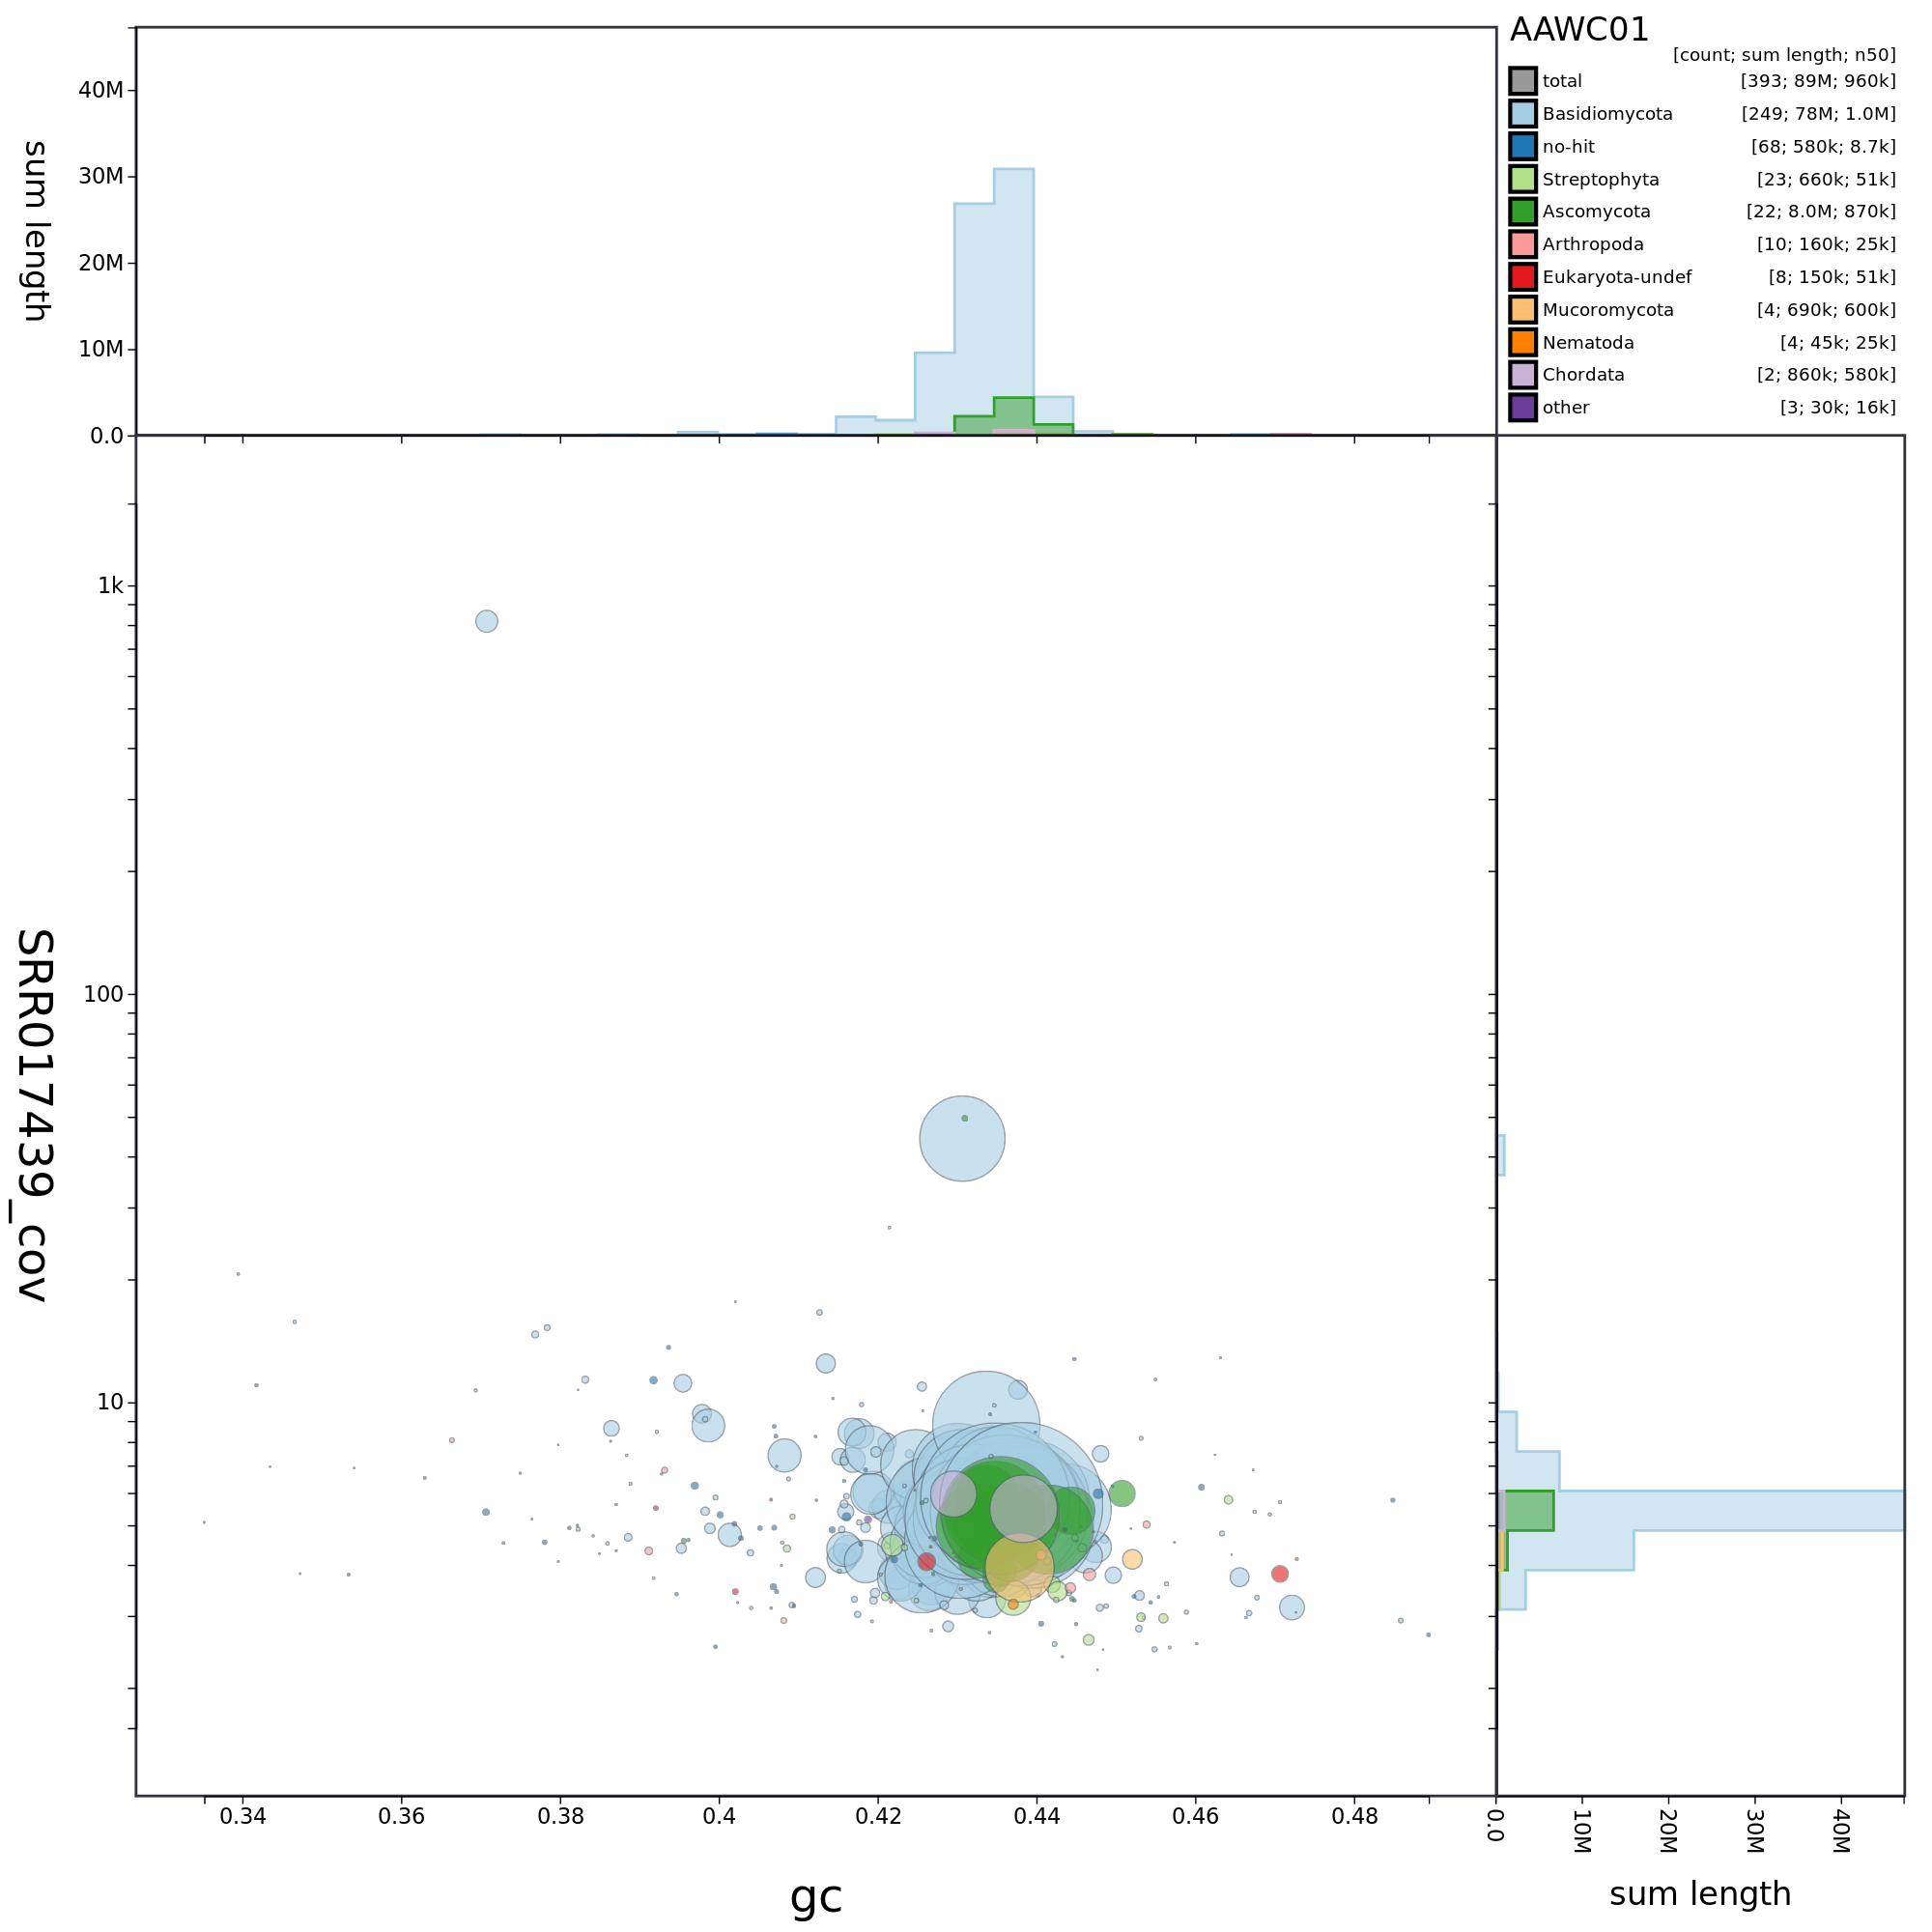 AAWC01
[count; sum length; n50]
total [393; 89M; 960k]
Basidiomycota [249; 78M; 1.0M]
no-hit [68; 580k; 8.7k]
Streptophyta [23; 660k; 51k]
Ascomycota [22; 8.0M; 870k]
Arthropoda [10; 160k; 25k]
Eukaryota-undef [8; 150k; 51k]
Mucoromycota [4; 690k; 600k]
Nematoda [4; 45k; 25k]
Chordata [2; 860k; 580k]
other [3; 30k; 16k]
sum length
40M
30M
20M
10M
0.0
SRR017439_cov
1k
100
10
0.34 0.36 0.38 0.4 0.42 0.44 0.46 0.48
gc
0.0 10M 20M 30M 40M
sum length